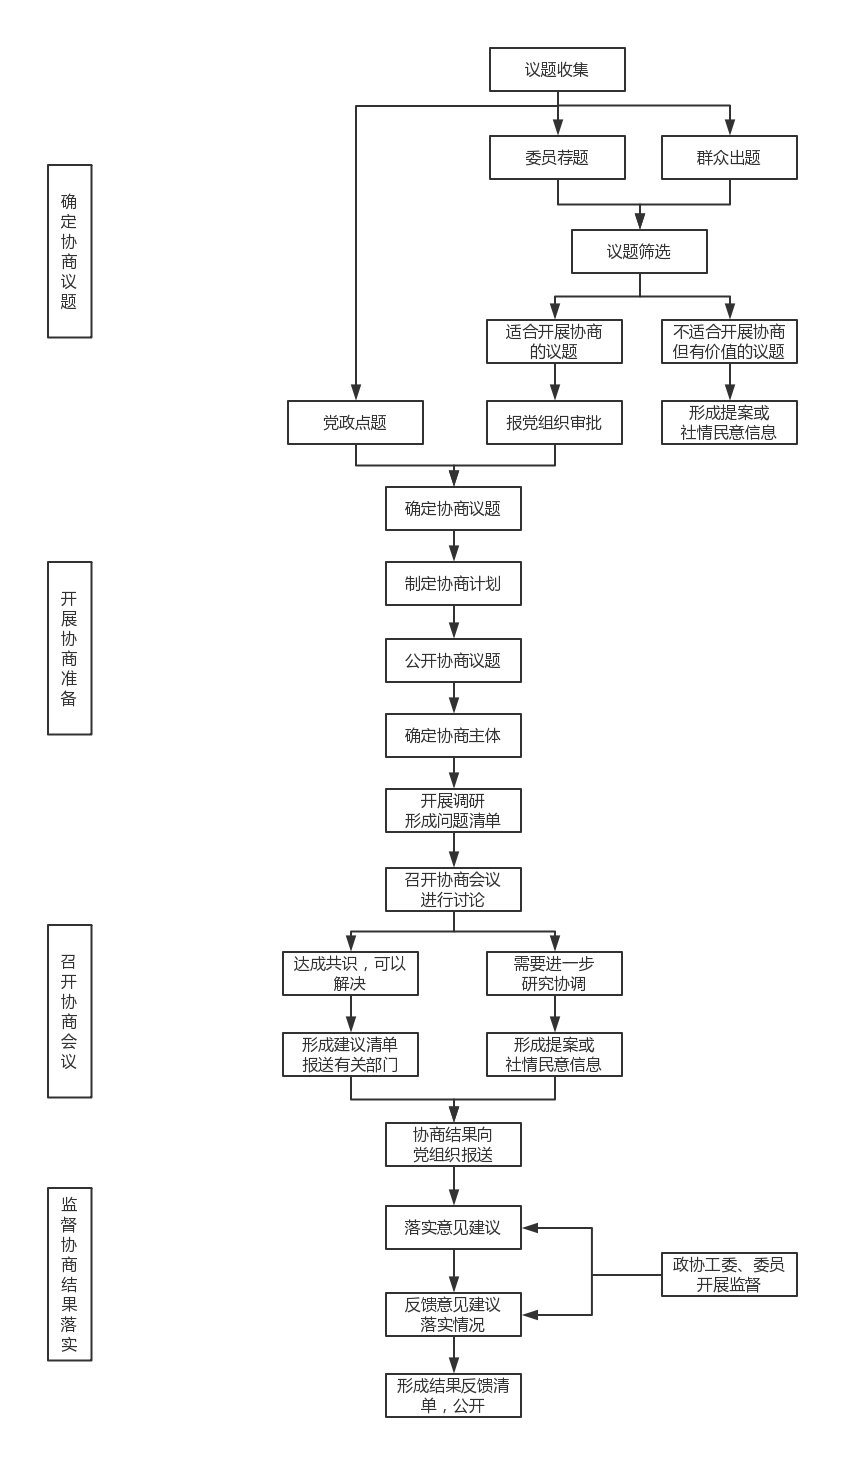 议题收集
委员荐题
群众出题
确定协商议题
议题筛选
适合开展协商
的议题
不适合开展协商
但有价值的议题
党政点题
报党组织审批
形成提案或
社情民意信息
确定协商议题
开展协商准备
制定协商计划
公开协商议题
确定协商主体
开展调研
形成问题清单
召开协商会议
进行讨论
召开协商会议
达成共识，可以
解决
需要进一步
研究协调
形成建议清单
报送有关部门
形成提案或
社情民意信息
协商结果向
党组织报送
监督协商结果落实
落实意见建议
政协工委、委员
开展监督
反馈意见建议
落实情况
形成结果反馈清
单，公开